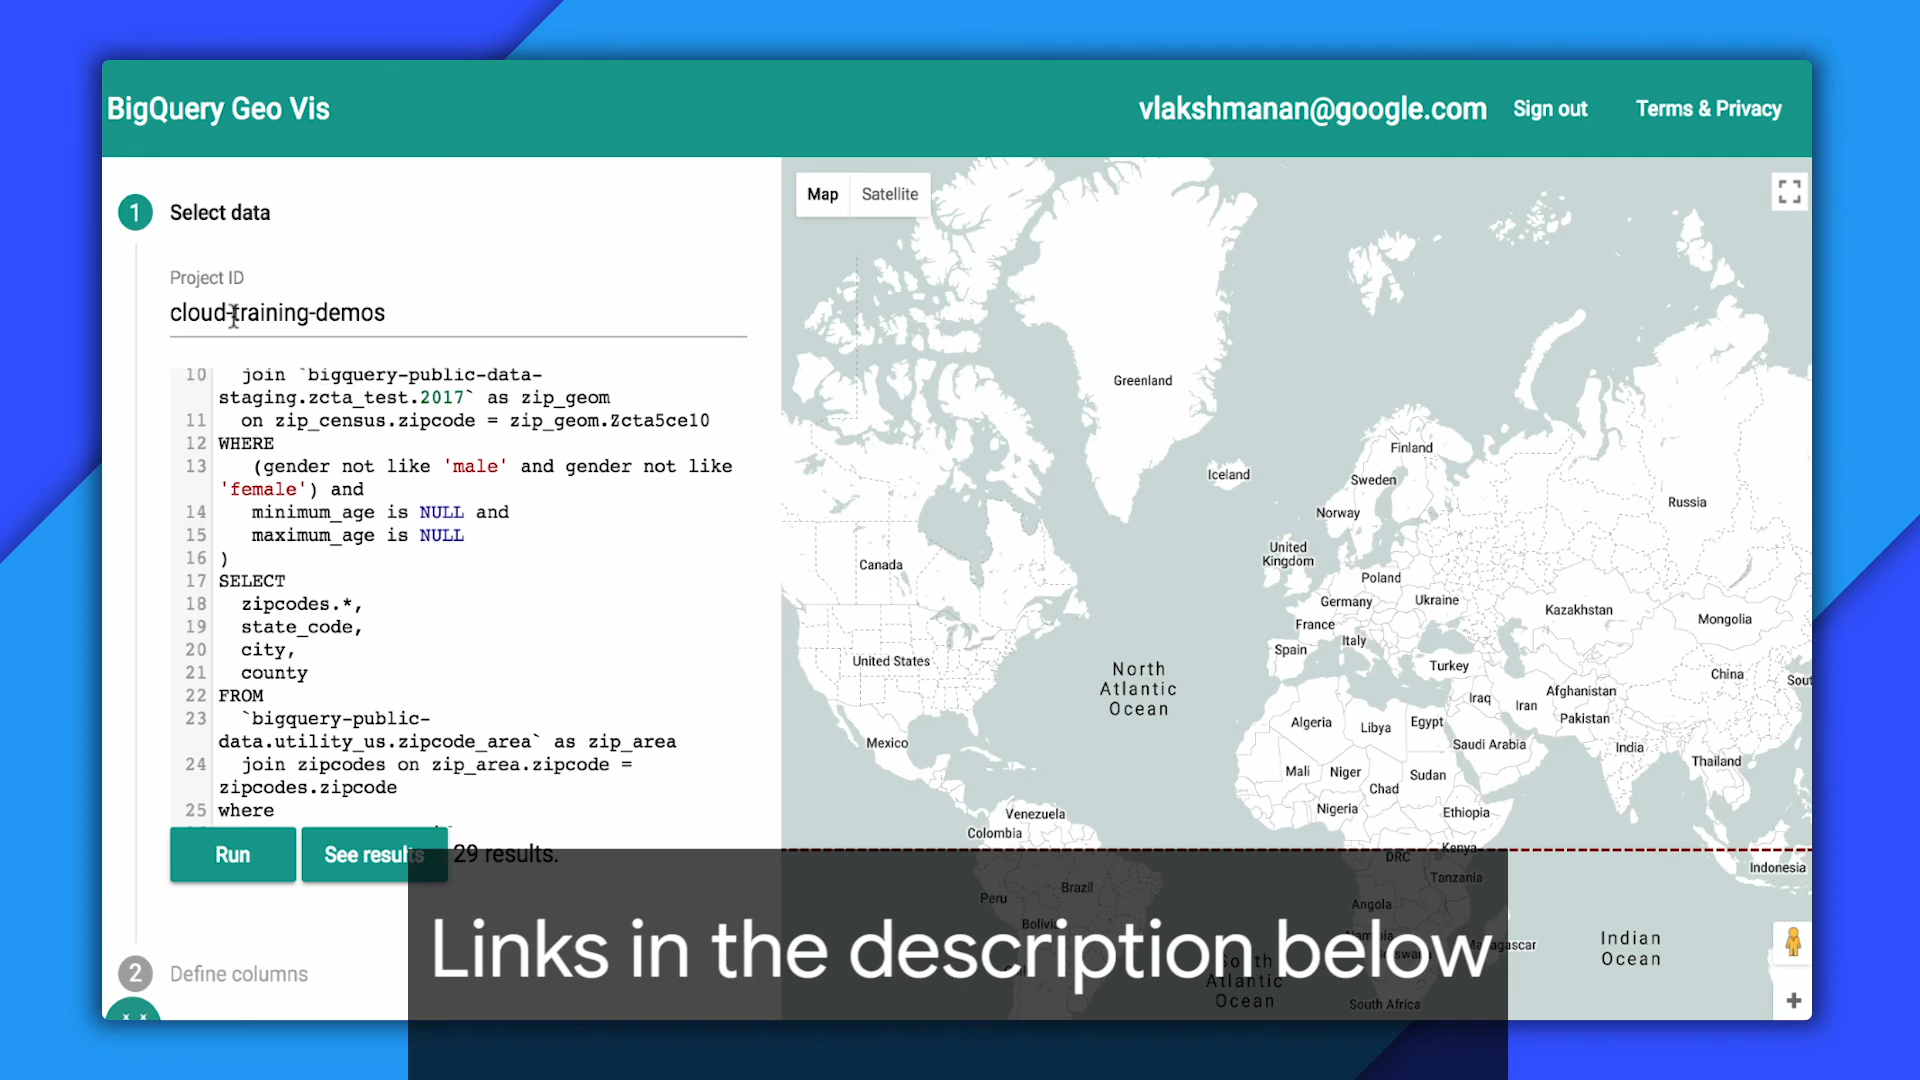 BigQuery Geo Vis
vlakshmanan@google.com
Sign out
Terms & Privacy
1
Select data
Project ID
cloud-training-demos
10 join `bigquery-public-data-
staging.zcta_test.2017` as zip_geom
11 on zip_census.zipcode = zip_geom.Zcta5ce10
12 WHERE
13 (gender not like 'male' and gender not like
'female') and
14 minimum_age is NULL and
15 maximum_age is NULL
16 )
17 SELECT
18 zipcodes.*,
19 state_code,
20 city,
21 county
22 FROM
23 `bigquery-public-
data.utility_us.zipcode_area` as zip_area
24 join zipcodes on zip_area.zipcode =
zipcodes.zipcode
25 where
Run
See results
29 results.
2
Define columns
Map
Satellite
Greenland
Iceland
Finland
Sweden
Norway
Russia
United
Kingdom
Canada
Poland
Germany
Ukraine
Kazakhstan
Mongolia
France
Italy
Spain
United States
Turkey
China
North
Atlantic
Ocean
Iraq
Iran
Afghanistan
Pakistan
Algeria
Libya
Egypt
Mexico
Saudi Arabia
India
Thailand
Mali
Niger
Chad
Sudan
Nigeria
Ethiopia
Venezuela
Colombia
Kenya
DRC
Indonesia
Tanzania
Brazil
Peru
Angola
Indian
Ocean
Atlantic
Ocean
South Africa
Links in the description below